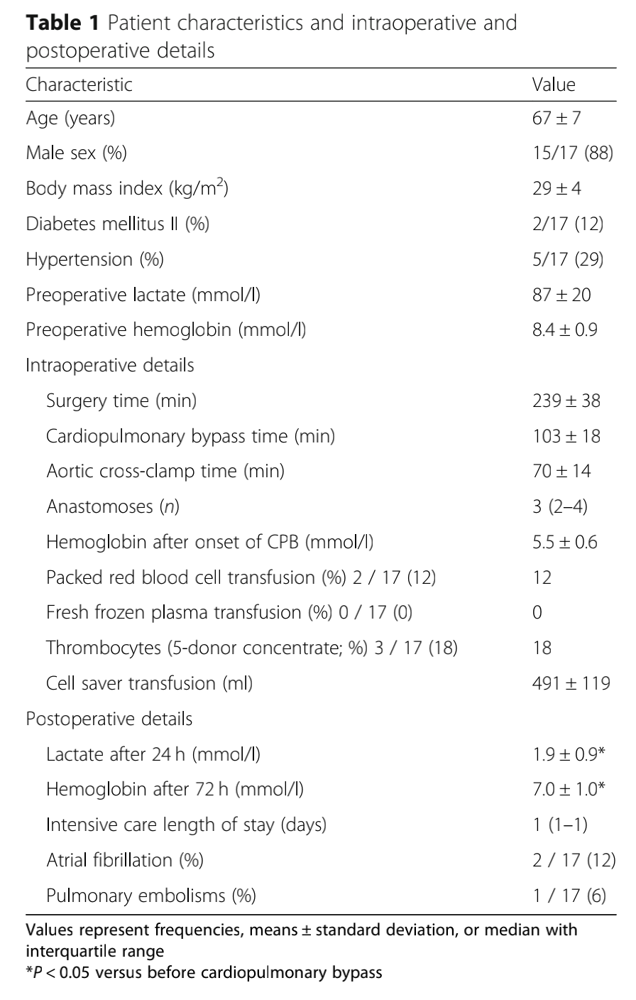 Table 1 Patient characteristics and intraoperative and
postoperative details
Characteristic Value
Age (years) 67 ± 7
Male sex (%) 15/17 (88)
Body mass index (kg/m²) 29 ± 4
Diabetes mellitus II (%) 2/17 (12)
Hypertension (%) 5/17 (29)
Preoperative lactate (mmol/l) 87 ± 20
Preoperative hemoglobin (mmol/l) 8.4 ± 0.9
Intraoperative details
Surgery time (min) 239 ± 38
Cardiopulmonary bypass time (min) 103 ± 18
Aortic cross-clamp time (min) 70 ± 14
Anastomoses (n) 3 (2–4)
Hemoglobin after onset of CPB (mmol/l) 5.5 ± 0.6
Packed red blood cell transfusion (%) 2 / 17 (12) 12
Fresh frozen plasma transfusion (%) 0 / 17 (0) 0
Thrombocytes (5-donor concentrate; %) 3 / 17 (18) 18
Cell saver transfusion (ml) 491 ± 119
Postoperative details
Lactate after 24 h (mmol/l) 1.9 ± 0.9*
Hemoglobin after 72 h (mmol/l) 7.0 ± 1.0*
Intensive care length of stay (days) 1 (1–1)
Atrial fibrillation (%) 2 / 17 (12)
Pulmonary embolisms (%) 1 / 17 (6)
Values represent frequencies, means ± standard deviation, or median with
interquartile range
*P < 0.05 versus before cardiopulmonary bypass